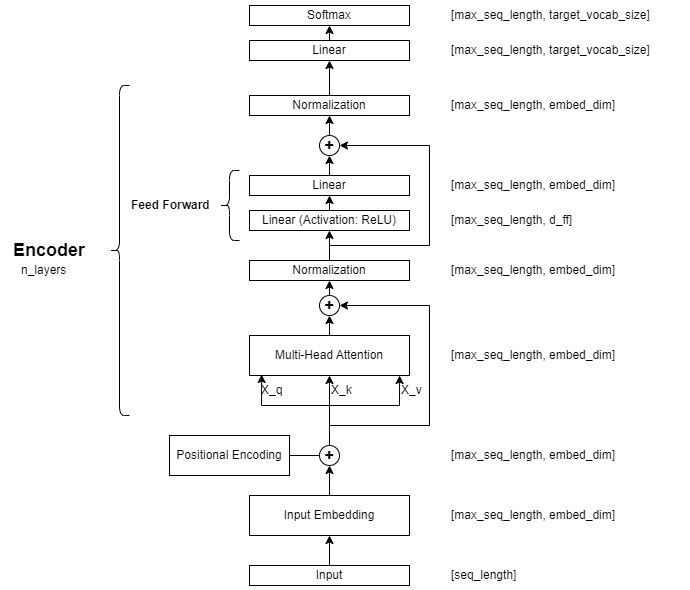 Softmax [max_seq_length, target_vocab_size]
Linear [max_seq_length, target_vocab_size]
Normalization [max_seq_length, embed_dim]
+
Linear [max_seq_length, embed_dim]
Feed Forward
Linear (Activation: ReLU) [max_seq_length, d_ff]
Encoder
n_layers
Normalization [max_seq_length, embed_dim]
+
Multi-Head Attention [max_seq_length, embed_dim]
X_q X_k X_v
Positional Encoding + [max_seq_length, embed_dim]
Input Embedding [max_seq_length, embed_dim]
Input [seq_length]